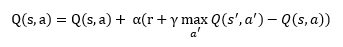 Q(s,a) = Q(s,a) + α(r + γ max Q(s′,a′) − Q(s,a))
a′